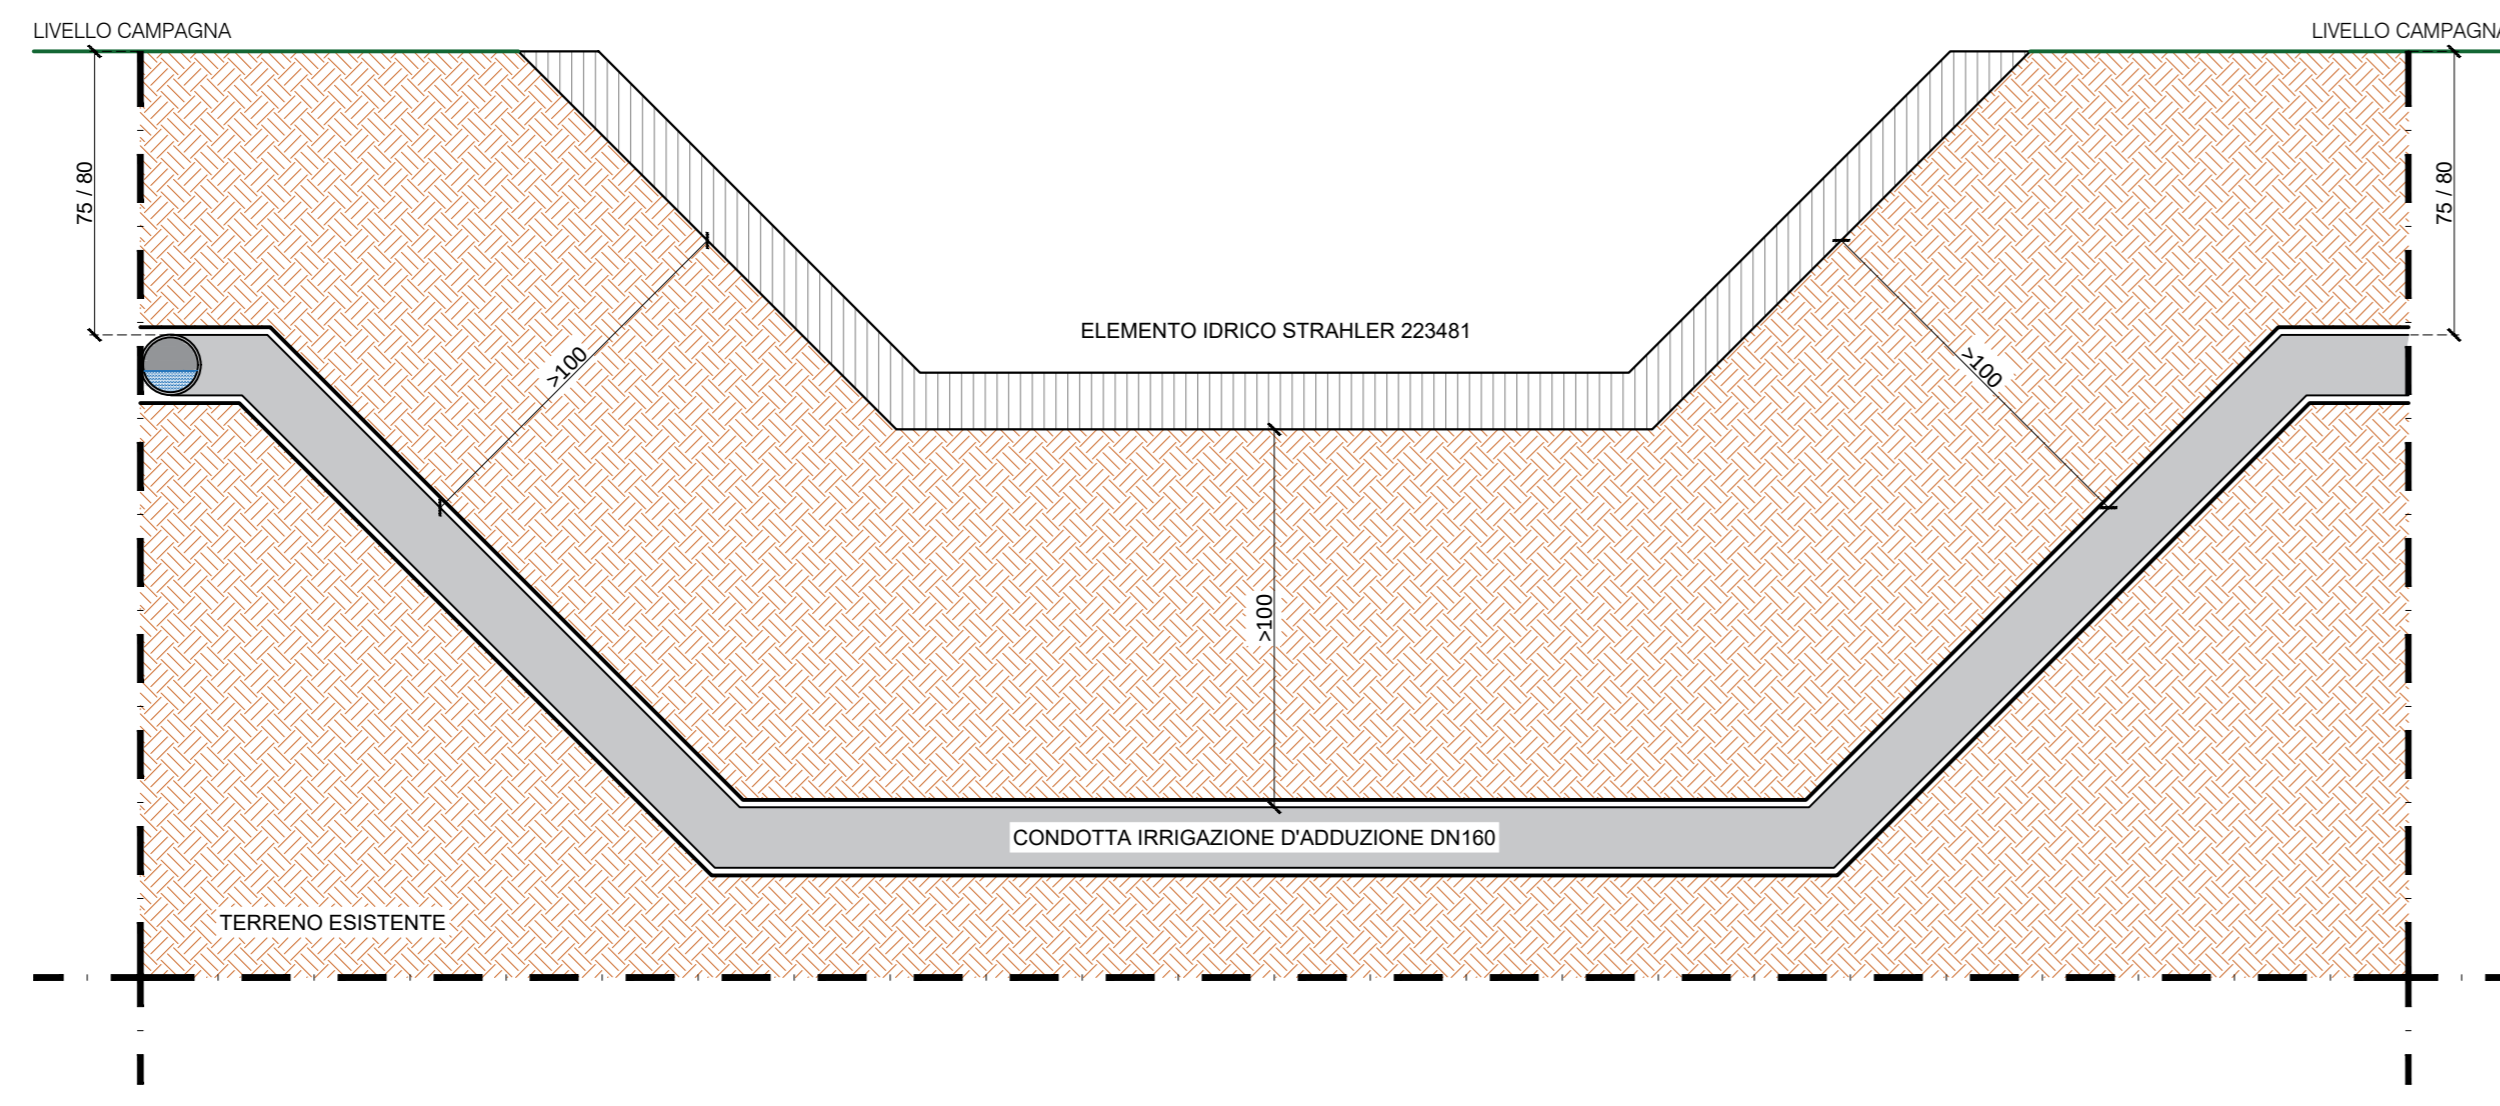 LIVELLO CAMPAGNA
LIVELLO CAMPAGNA
75 / 80
75 / 80
ELEMENTO IDRICO STRAHLER 223481
>100
>100
>100
CONDOTTA IRRIGAZIONE D'ADDUZIONE DN160
TERRENO ESISTENTE